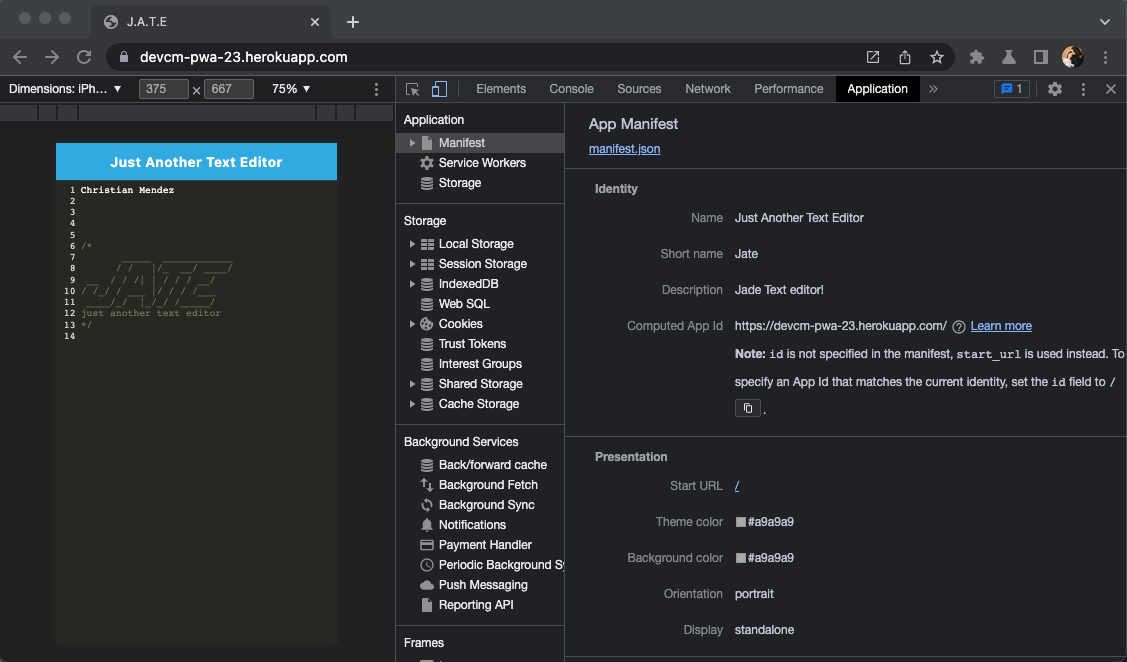 J.A.T.E
devcm-pwa-23.herokuapp.com
Dimensions: iPh... ▼ 375 x 667 75% ▼
Elements Console Sources Network Performance Application » 1
Just Another Text Editor
1 Christian Mendez
2
3
4
5
6 /*
7
8
9
10
11
12 just another text editor
13 */
14
Application
Manifest
Service Workers
Storage
Storage
Local Storage
Session Storage
IndexedDB
Web SQL
Cookies
Trust Tokens
Interest Groups
Shared Storage
Cache Storage
Background Services
Back/forward cache
Background Fetch
Background Sync
Notifications
Payment Handler
Periodic Background Sy
Push Messaging
Reporting API
Frames
App Manifest
manifest.json
Identity
Name Just Another Text Editor
Short name Jate
Description Jade Text editor!
Computed App Id https://devcm-pwa-23.herokuapp.com/ ? Learn more
Note: id is not specified in the manifest, start_url is used instead. To
specify an App Id that matches the current identity, set the id field to /
.
Presentation
Start URL /
Theme color #a9a9a9
Background color #a9a9a9
Orientation portrait
Display standalone